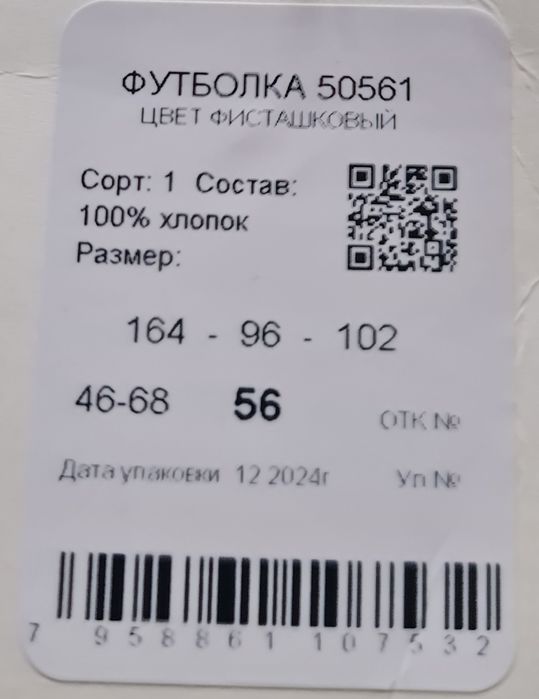 ФУТБОЛКА 50561
ЦВЕТ ФИСТАШКОВЫЙ
Сорт: 1 Состав:
100% хлопок
Размер:
164 - 96 - 102
46-68 56 ОТК №
Дата упаковки 12 2024г Уп №
7 958861 107532